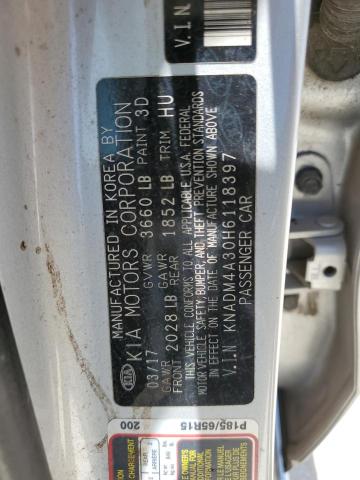 MANUFACTURED IN KOREA BY
KIA MOTORS CORPORATION
03/17 GVWR 3660 LB PAINT 3D
GAWR FRONT 2028 LB GAWR REAR 1852 LB TRIM HU
THIS VEHICLE CONFORMS TO ALL APPLICABLE U.S.A. FEDERAL
MOTOR VEHICLE SAFETY, BUMPER, AND THEFT PREVENTION STANDARDS
IN EFFECT ON THE DATE OF MANUFACTURE SHOWN ABOVE
V.I.N KNADM4A30H6118397
PASSENGER CAR
KIA
V.I.N
P185/65R15
200